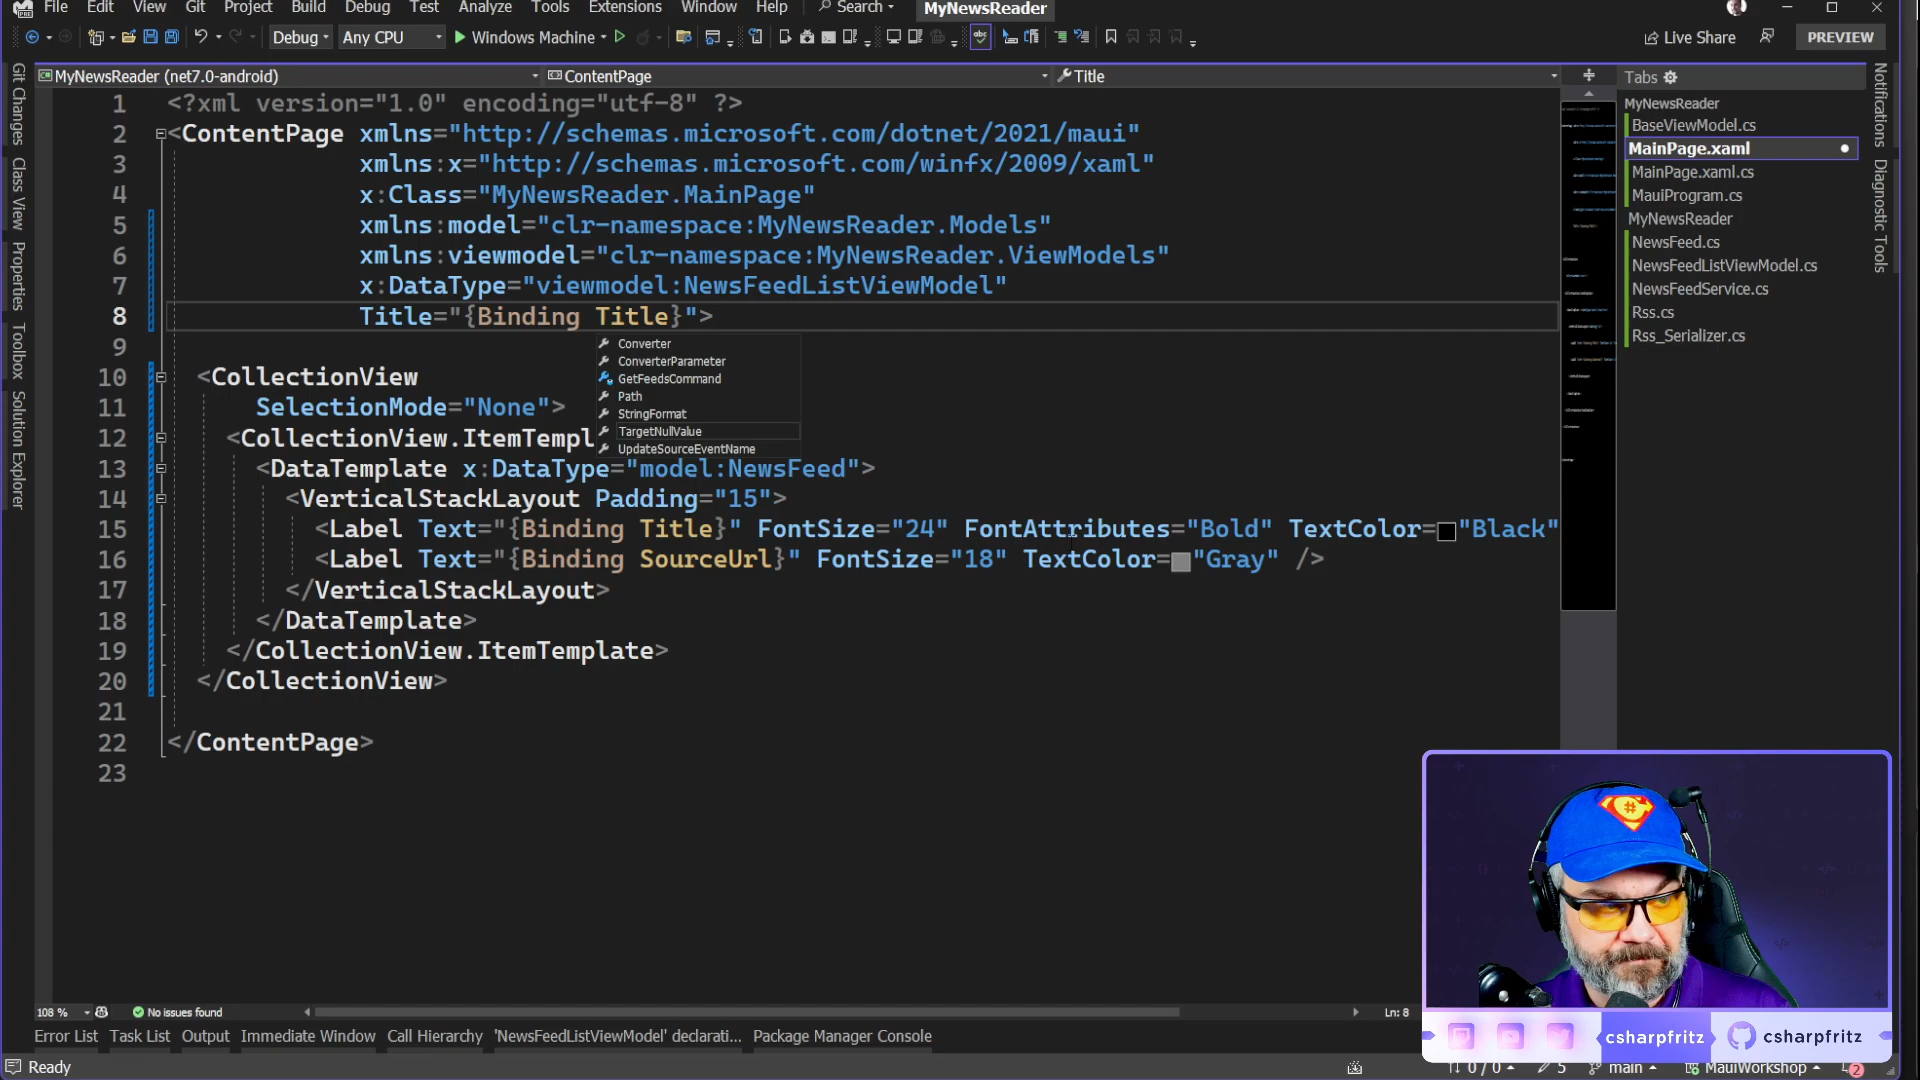 File Edit View Git Project Build Debug Test Analyze Tools Extensions Window Help Search MyNewsReader
Debug Any CPU Windows Machine Live Share PREVIEW
MyNewsReader (net7.0-android) ContentPage Title
1 <?xml version="1.0" encoding="utf-8" ?>
2 <ContentPage xmlns="http://schemas.microsoft.com/dotnet/2021/maui"
3 xmlns:x="http://schemas.microsoft.com/winfx/2009/xaml"
4 x:Class="MyNewsReader.MainPage"
5 xmlns:model="clr-namespace:MyNewsReader.Models"
6 xmlns:viewmodel="clr-namespace:MyNewsReader.ViewModels"
7 x:DataType="viewmodel:NewsFeedListViewModel"
8 Title="{Binding Title}">
9
Converter
ConverterParameter
GetFeedsCommand
Path
StringFormat
TargetNullValue
UpdateSourceEventName
10 <CollectionView
11 SelectionMode="None">
12 <CollectionView.ItemTempl
13 <DataTemplate x:DataType="model:NewsFeed">
14 <VerticalStackLayout Padding="15">
15 <Label Text="{Binding Title}" FontSize="24" FontAttributes="Bold" TextColor="Black"
16 <Label Text="{Binding SourceUrl}" FontSize="18" TextColor="Gray" />
17 </VerticalStackLayout>
18 </DataTemplate>
19 </CollectionView.ItemTemplate>
20 </CollectionView>
21
22 </ContentPage>
23
Git Changes
Class View
Properties
Toolbox
Solution Explorer
Tabs
MyNewsReader
BaseViewModel.cs
MainPage.xaml
MainPage.xaml.cs
MauiProgram.cs
MyNewsReader
NewsFeed.cs
NewsFeedListViewModel.cs
NewsFeedService.cs
Rss.cs
Rss_Serializer.cs
Notifications
Diagnostic Tools
108 % No issues found Ln: 8
Error List Task List Output Immediate Window Call Hierarchy 'NewsFeedListViewModel' declarati... Package Manager Console
csharpfritz csharpfritz
Ready 0 / 0 5 main MauiWorkshop 2